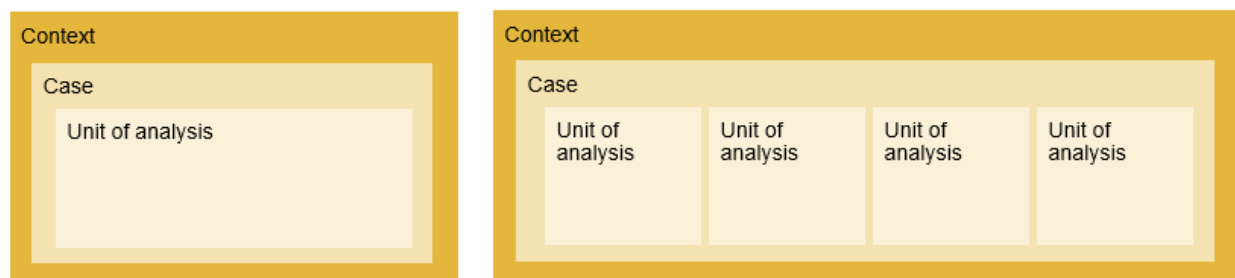 Context
Case
Unit of analysis
Context
Case
Unit of
analysis
Unit of
analysis
Unit of
analysis
Unit of
analysis